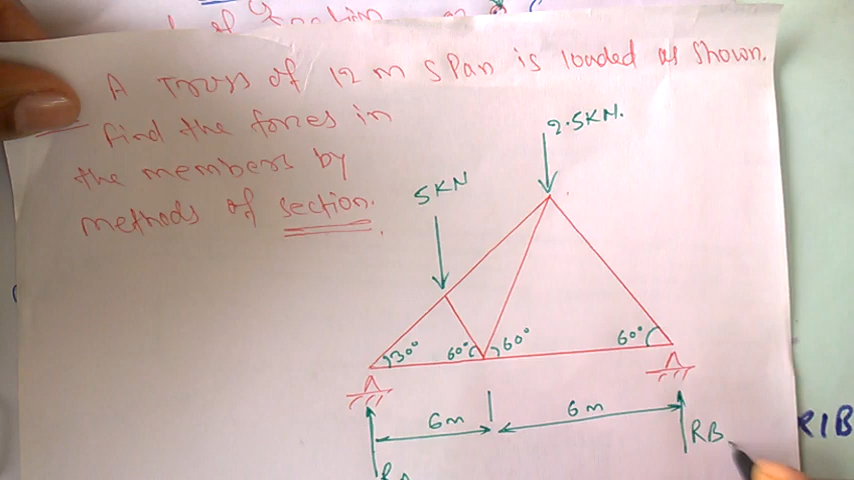 A Truss of 12 m span is loaded as shown.
find the forces in
the members by
methods of section.
2.5KN.
5KN
30°
60°
60°
60°
6m
6m
RB